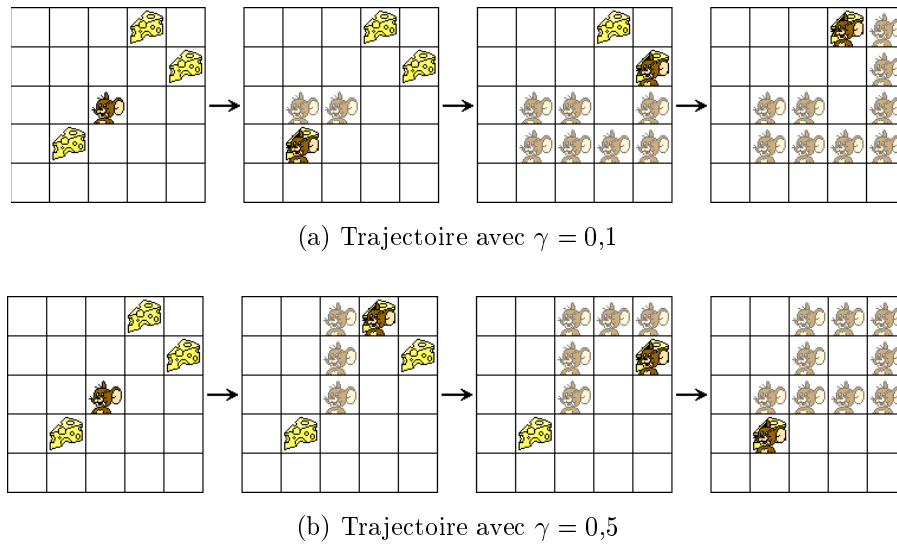 (a) Trajectoire avec γ = 0,1
(b) Trajectoire avec γ = 0,5